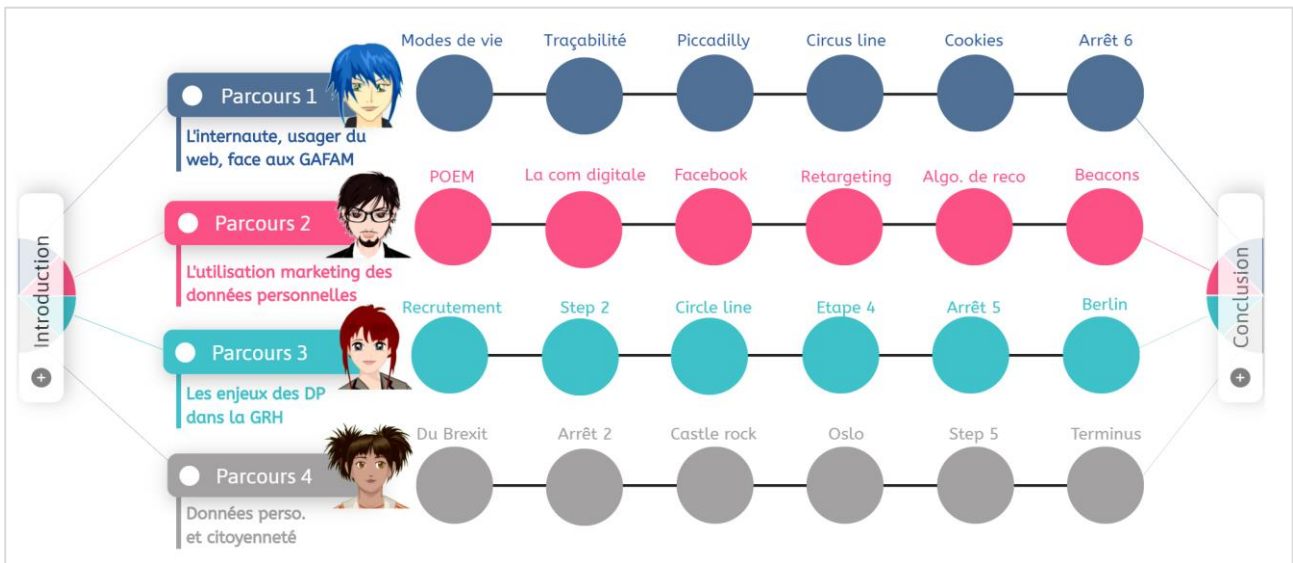 Introduction
Modes de vie
Traçabilité
Piccadilly
Circus line
Cookies
Arrêt 6
Parcours 1
L'internaute, usager du
web, face aux GAFAM
POEM
La com digitale
Facebook
Retargeting
Algo. de reco
Beacons
Parcours 2
L'utilisation marketing des
données personnelles
Recrutement
Step 2
Circle line
Etape 4
Arrêt 5
Berlin
Parcours 3
Les enjeux des DP
dans la GRH
Du Brexit
Arrêt 2
Castle rock
Oslo
Step 5
Terminus
Parcours 4
Données perso.
et citoyenneté
Conclusion